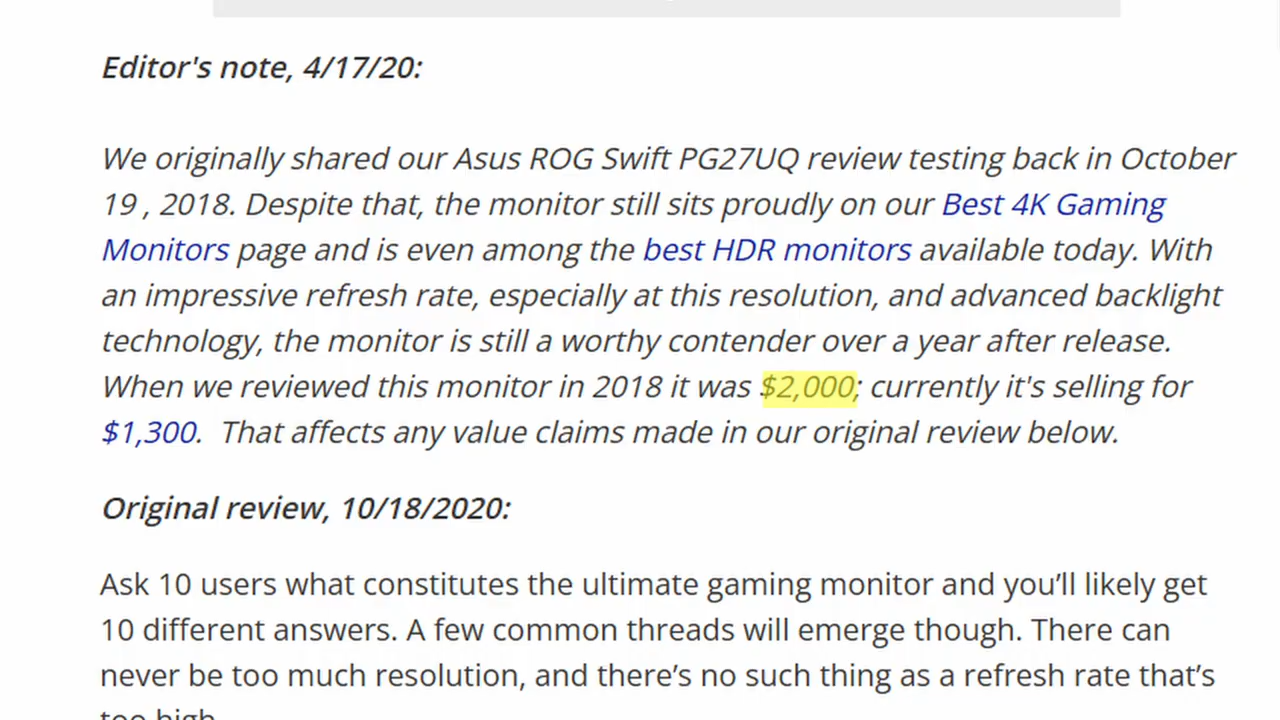 Editor's note, 4/17/20:
We originally shared our Asus ROG Swift PG27UQ review testing back in October
19 , 2018. Despite that, the monitor still sits proudly on our Best 4K Gaming
Monitors page and is even among the best HDR monitors available today. With
an impressive refresh rate, especially at this resolution, and advanced backlight
technology, the monitor is still a worthy contender over a year after release.
When we reviewed this monitor in 2018 it was $2,000; currently it's selling for
$1,300.  That affects any value claims made in our original review below.
Original review, 10/18/2020:
Ask 10 users what constitutes the ultimate gaming monitor and you’ll likely get
10 different answers. A few common threads will emerge though. There can
never be too much resolution, and there’s no such thing as a refresh rate that’s
too high.